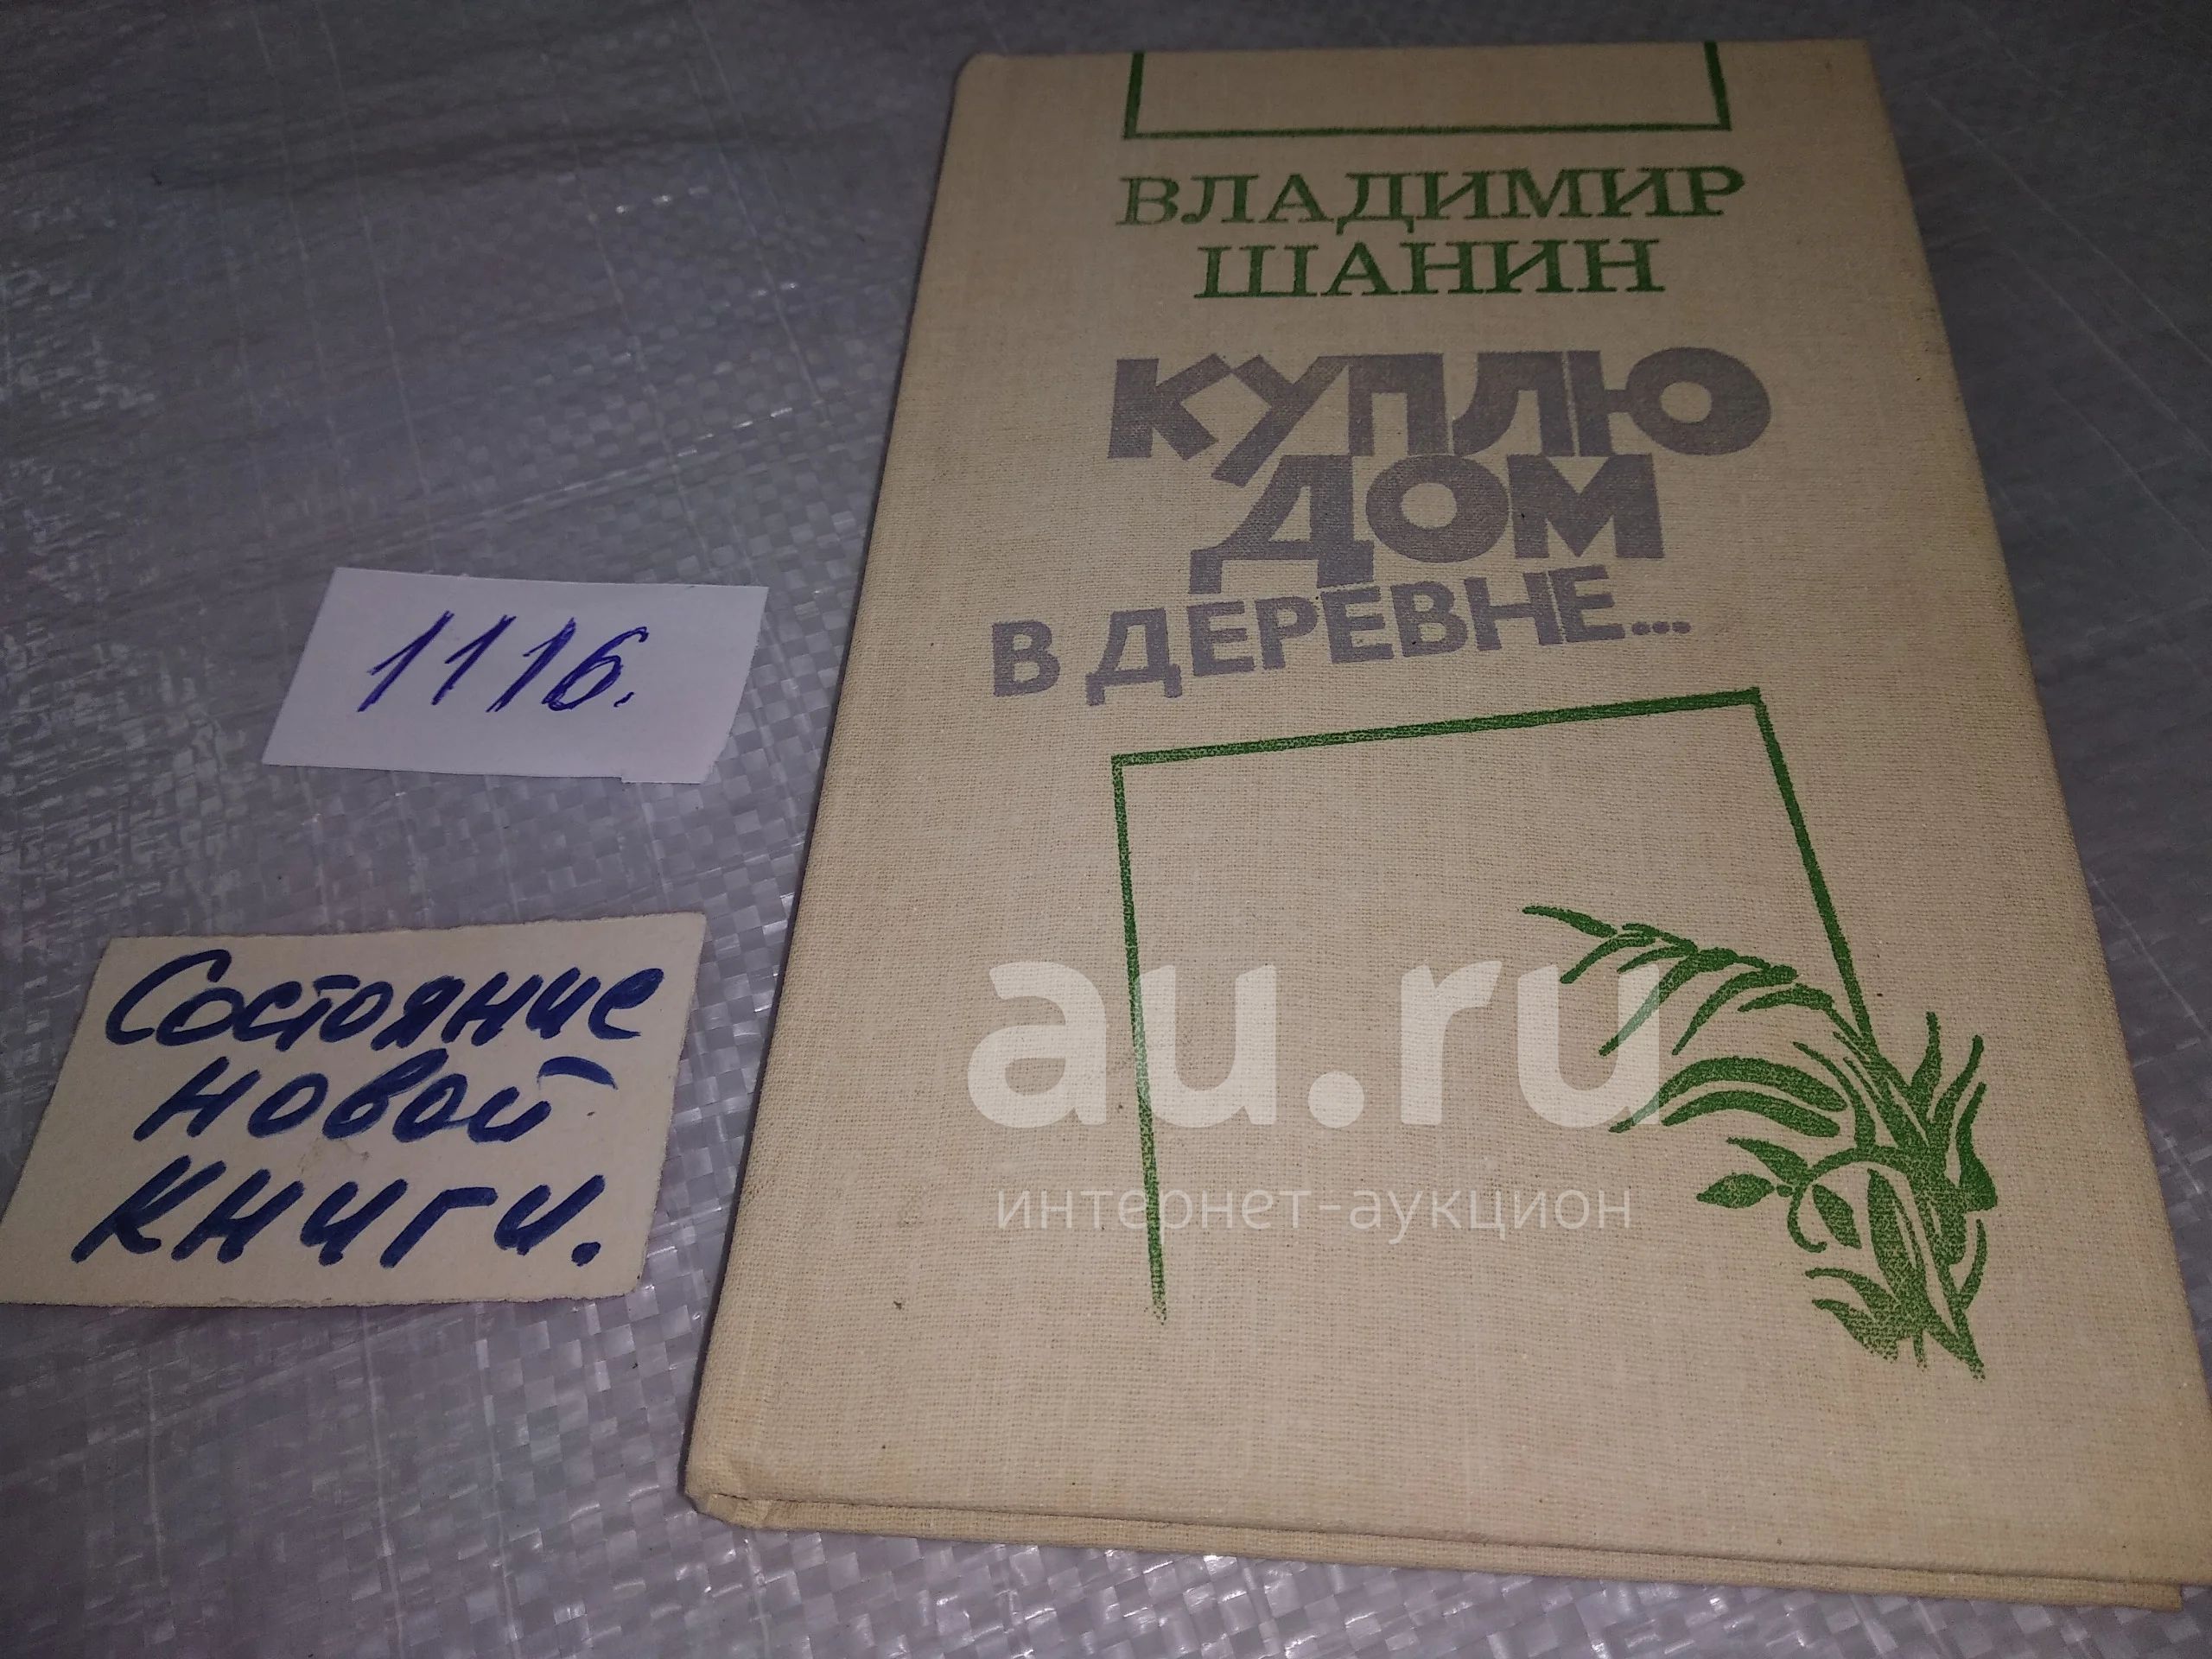 ВЛАДИМИР
ШАНИН
КУПЛЮ
ДОМ
В ДЕРЕВНЕ...
1116.
Состояние
новой
книги.
au.ru
интернет-аукцион